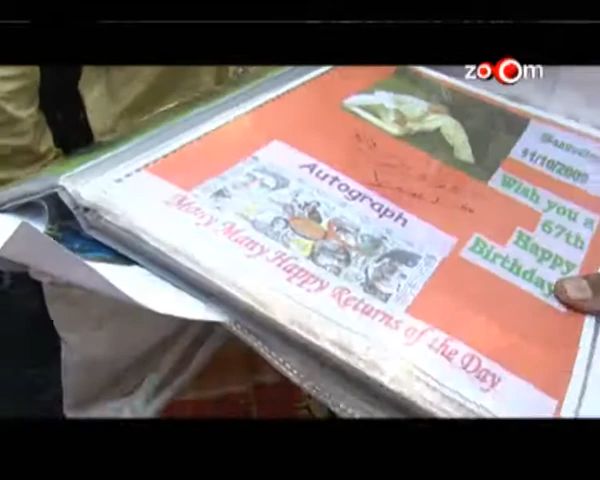 zoom
11/10/2009
Wish you a
67th
Happy
Birthday
Autograph
Many Many Happy Returns of the Day